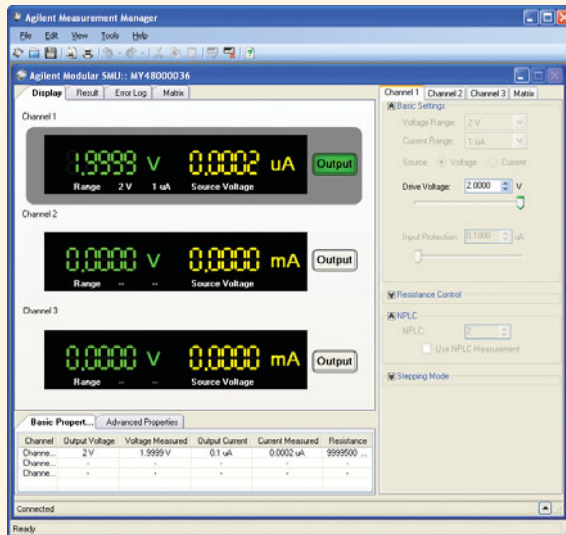 Agilent Measurement Manager
File Edit View Tools Help
Agilent Modular SMU:: MY48000036
Display Result Error Log Matrix
Channel 1
1.9999 V 0.0002 uA Output
Range 2 V 1 uA Source Voltage
Channel 2
0.0000 V 0.0000 mA Output
Range -- -- Source Voltage
Channel 3
0.0000 V 0.0000 mA Output
Range -- -- Source Voltage
Basic Propert... Advanced Properties
Channel Output Voltage Voltage Measured Output Current Current Measured Resistance
Channe... 2 V 1.9999 V 0.1 uA 0.0002 uA 9999500 ...
Channe... - - - - -
Channe... - - - - -
Channel 1 Channel 2 Channel 3 Matrix
Basic Settings
Voltage Range: 2 V
Current Range: 1 uA
Source: Voltage Current
Drive Voltage: 2.0000 V
Input Protection: 0.1000 uA
Resistance Control
NPLC
NPLC: 2
Use NPLC Measurement
Stepping Mode
Connected
Ready